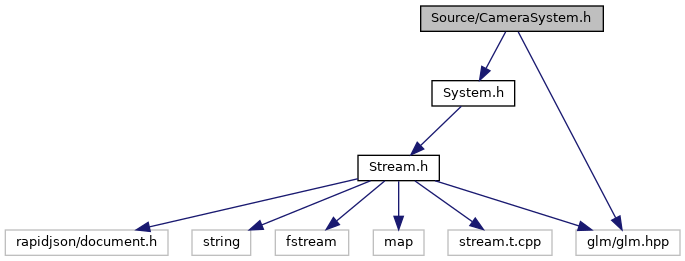 Source/CameraSystem.h
System.h
Stream.h
rapidjson/document.h
string
fstream
map
stream.t.cpp
glm/glm.hpp